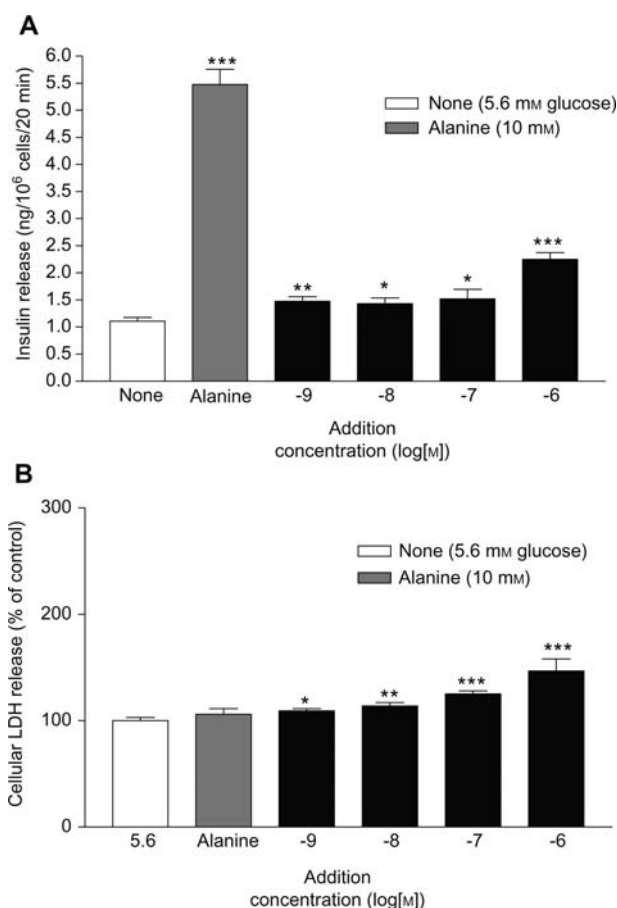 A
Insulin release (ng/10⁶ cells/20 min)
6.0
5.5
5.0
4.5
4.0
3.5
3.0
2.5
2.0
1.5
1.0
0.5
0.0
***
**
*
*
***
None (5.6 mM glucose)
Alanine (10 mM)
None Alanine -9 -8 -7 -6
Addition
concentration (log[M])
B
Cellular LDH release (% of control)
300
200
100
0
*
**
***
***
None (5.6 mM glucose)
Alanine (10 mM)
5.6 Alanine -9 -8 -7 -6
Addition
concentration (log[M])